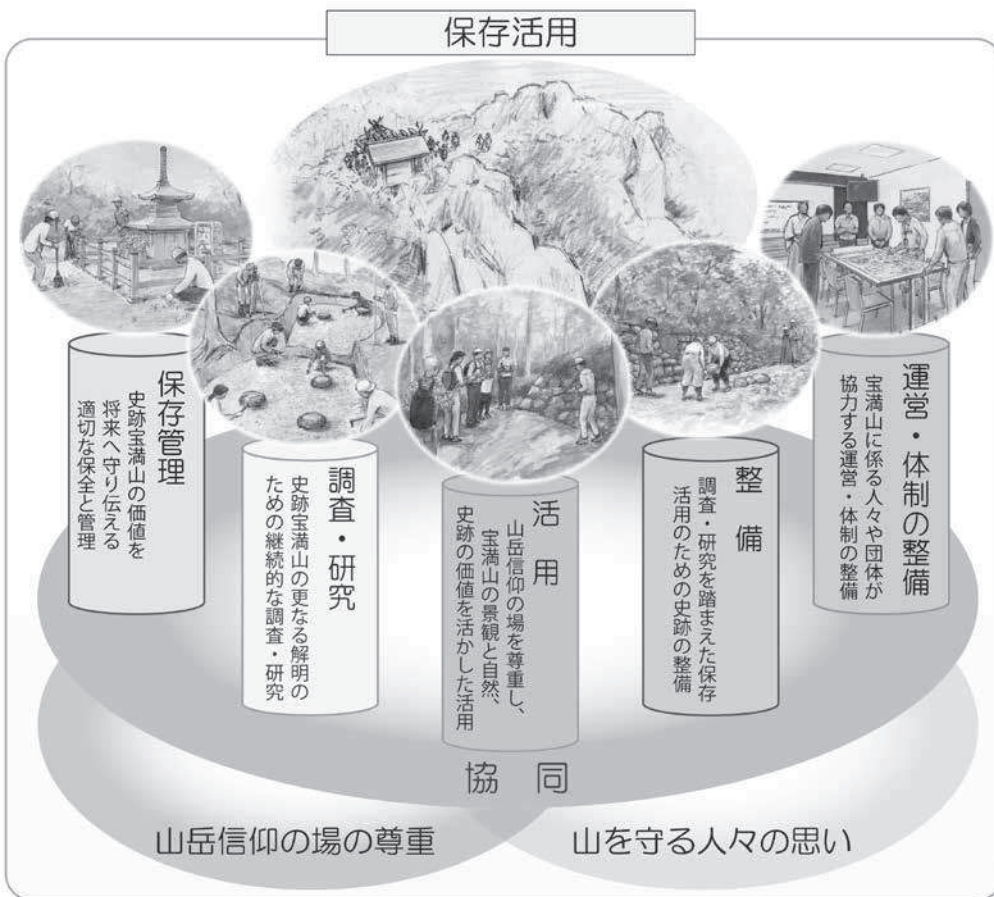 保存活用
保存管理
史跡宝満山の価値を
将来へ守り伝える
適切な保全と管理
調査・研究
史跡宝満山の更なる解明の
ための継続的な調査・研究
活用
山岳信仰の場を尊重し、
宝満山の景観と自然、
史跡の価値を活かした活用
整備
調査・研究を踏まえた保存
活用のための史跡の整備
運営・体制の整備
宝満山に係る人々や団体が
協力する運営・体制の整備
協同
山岳信仰の場の尊重
山を守る人々の思い